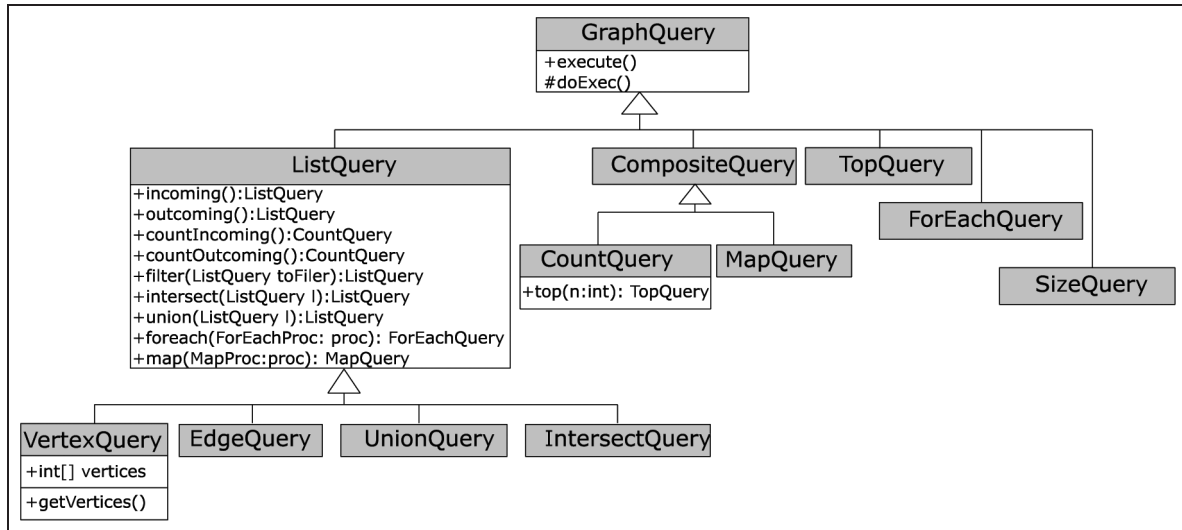 GraphQuery
+execute()
#doExec()
ListQuery
+incoming():ListQuery
+outcoming():ListQuery
+countIncoming():CountQuery
+countOutcoming():CountQuery
+filter(ListQuery toFiler):ListQuery
+intersect(ListQuery l):ListQuery
+union(ListQuery l):ListQuery
+foreach(ForEachProc: proc): ForEachQuery
+map(MapProc:proc): MapQuery
CompositeQuery
TopQuery
ForEachQuery
CountQuery
+top(n:int): TopQuery
MapQuery
SizeQuery
VertexQuery
+int[] vertices
+getVertices()
EdgeQuery
UnionQuery
IntersectQuery